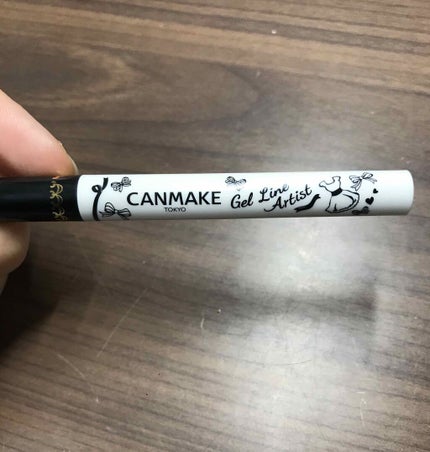 CANMAKE
TOKYO
Gel Line
Artist